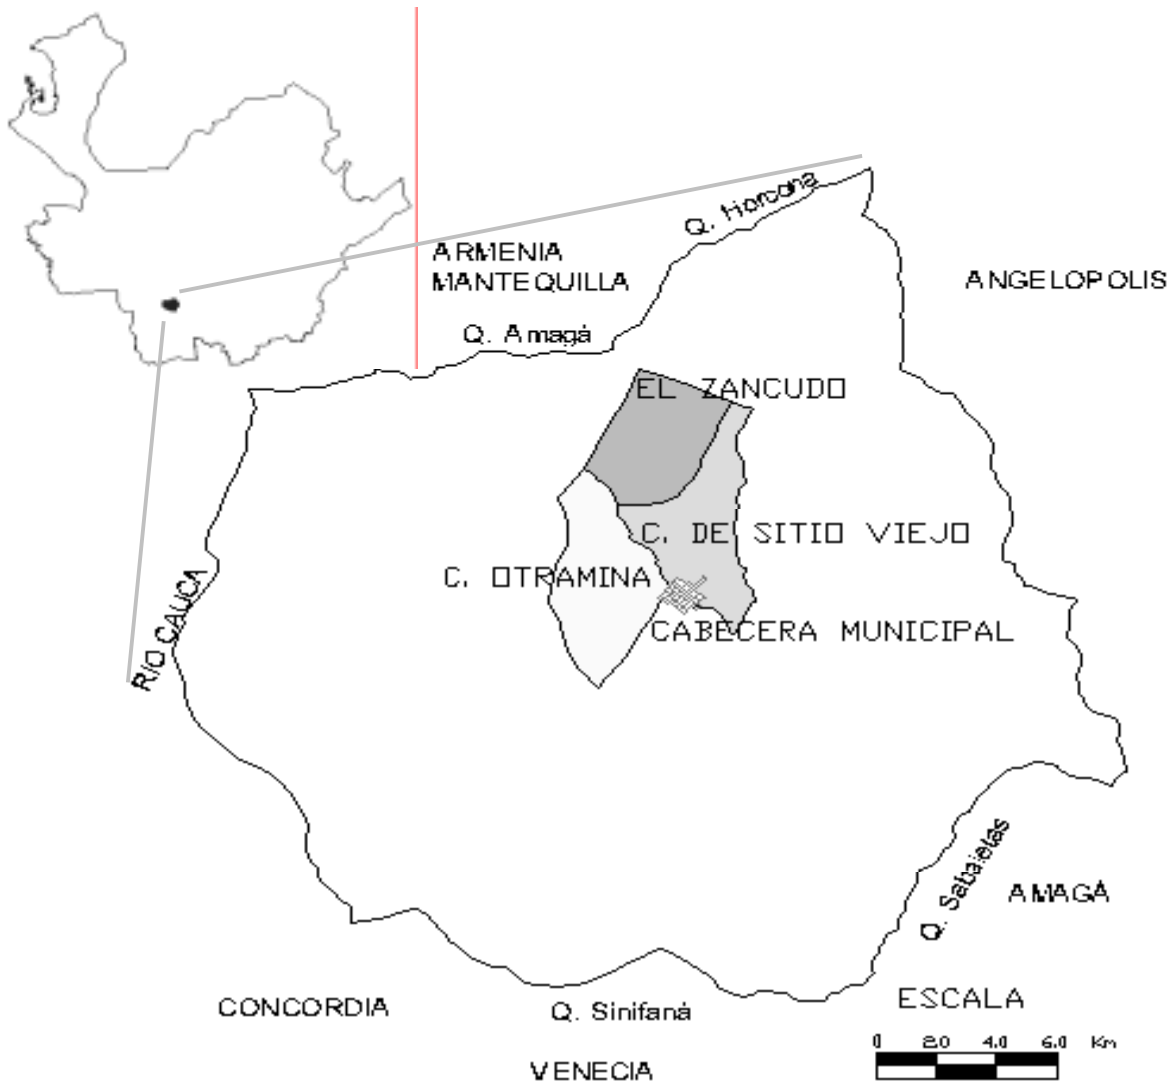 Q. Horcona
ARMENIA
MANTEQUILLA
ANGELOPOLIS
Q. Amagá
EL ZANCUDO
C. DE SITIO VIEJO
C. OTRAMINA
RIO CAUCA
CABECERA MUNICIPAL
Q. Sabaletas
AMAGÁ
ESCALA
CONCORDIA
Q. Sinifaná
0 2.0 4.0 6.0 Km
VENECIA